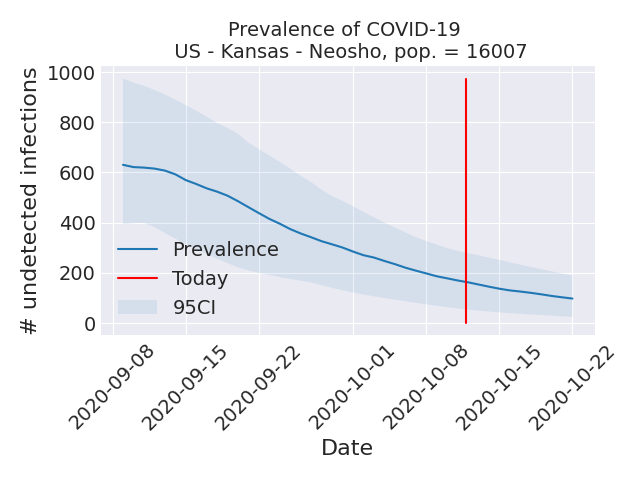 Prevalence of COVID-19
US - Kansas - Neosho, pop. = 16007
# undetected infections
1000
800
600
400
200
0
Prevalence
Today
95CI
2020-09-08
2020-09-15
2020-09-22
2020-10-01
2020-10-08
2020-10-15
2020-10-22
Date